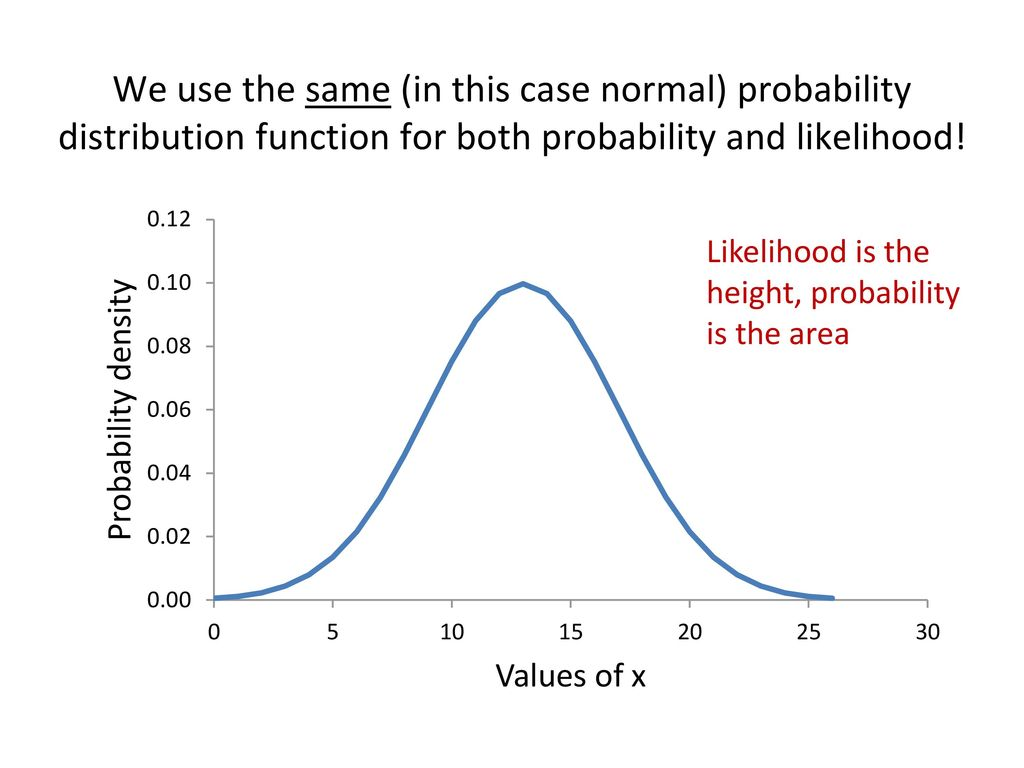 We use the same (in this case normal) probability
distribution function for both probability and likelihood!
Likelihood is the
height, probability
is the area
Probability density
0.12
0.10
0.08
0.06
0.04
0.02
0.00
0 5 10 15 20 25 30
Values of x